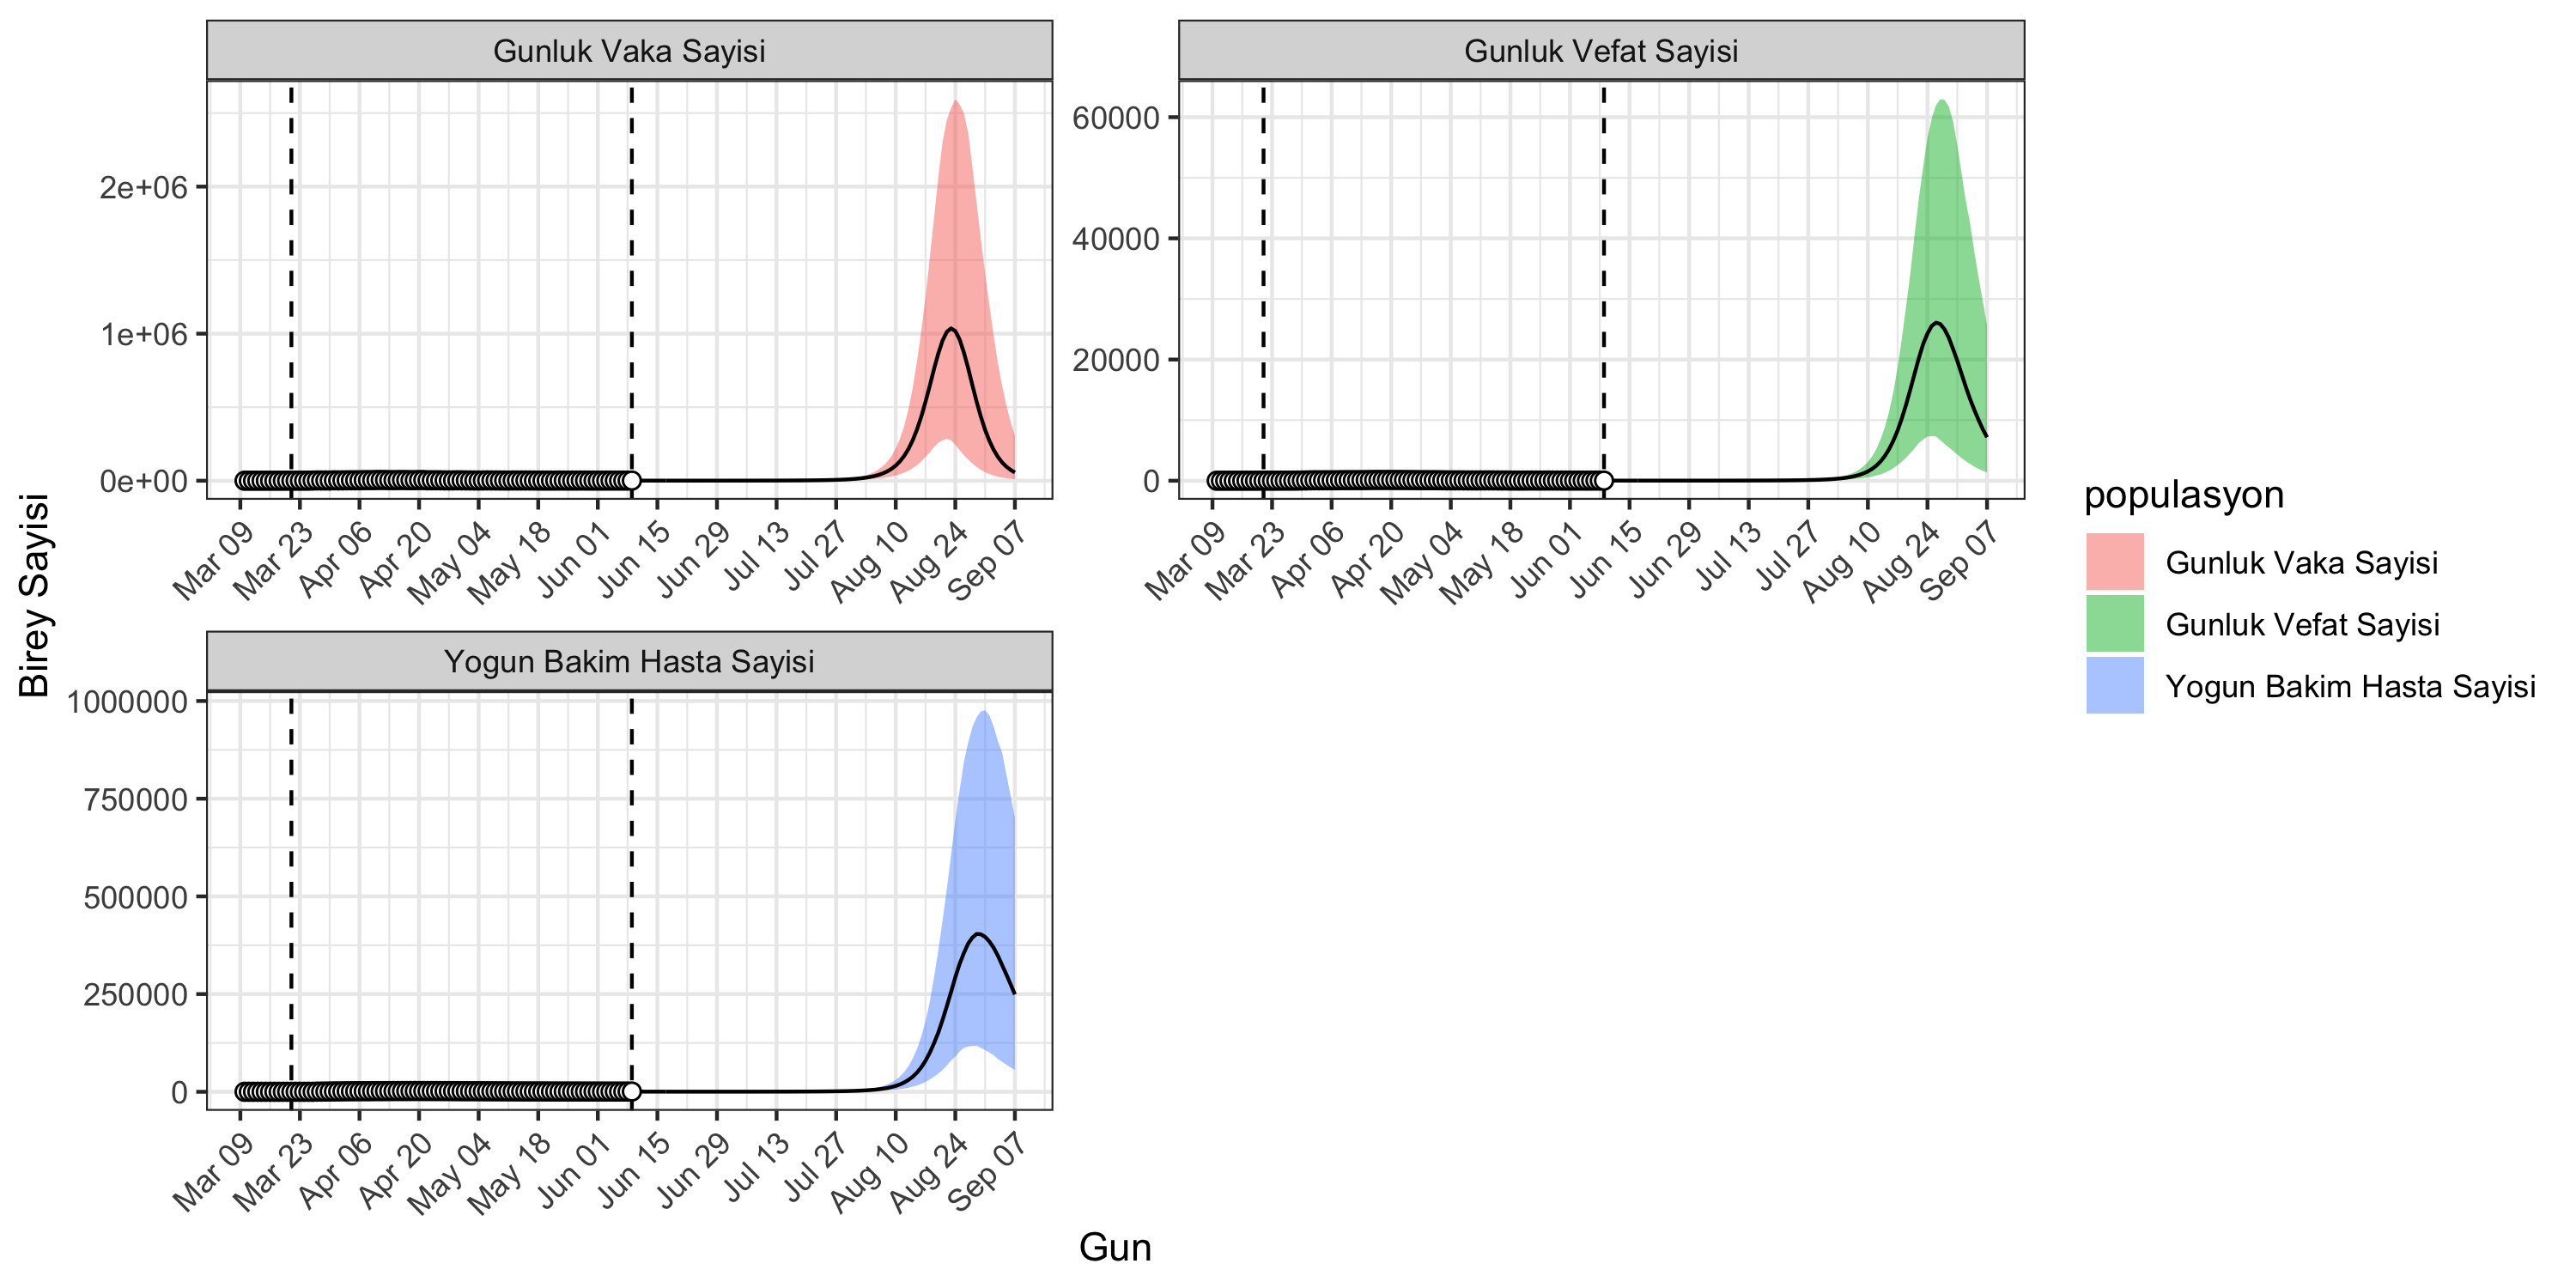 Gunluk Vaka Sayisi
Gunluk Vefat Sayisi
2e+06
1e+06
0e+00
60000
40000
20000
0
Mar 09 Mar 23 Apr 06 Apr 20 May 04 May 18 Jun 01 Jun 15 Jun 29 Jul 13 Jul 27 Aug 10 Aug 24 Sep 07
Mar 09 Mar 23 Apr 06 Apr 20 May 04 May 18 Jun 01 Jun 15 Jun 29 Jul 13 Jul 27 Aug 10 Aug 24 Sep 07
Birey Sayisi
Yogun Bakim Hasta Sayisi
1000000
750000
500000
250000
0
Mar 09 Mar 23 Apr 06 Apr 20 May 04 May 18 Jun 01 Jun 15 Jun 29 Jul 13 Jul 27 Aug 10 Aug 24 Sep 07
Gun
populasyon
Gunluk Vaka Sayisi
Gunluk Vefat Sayisi
Yogun Bakim Hasta Sayisi